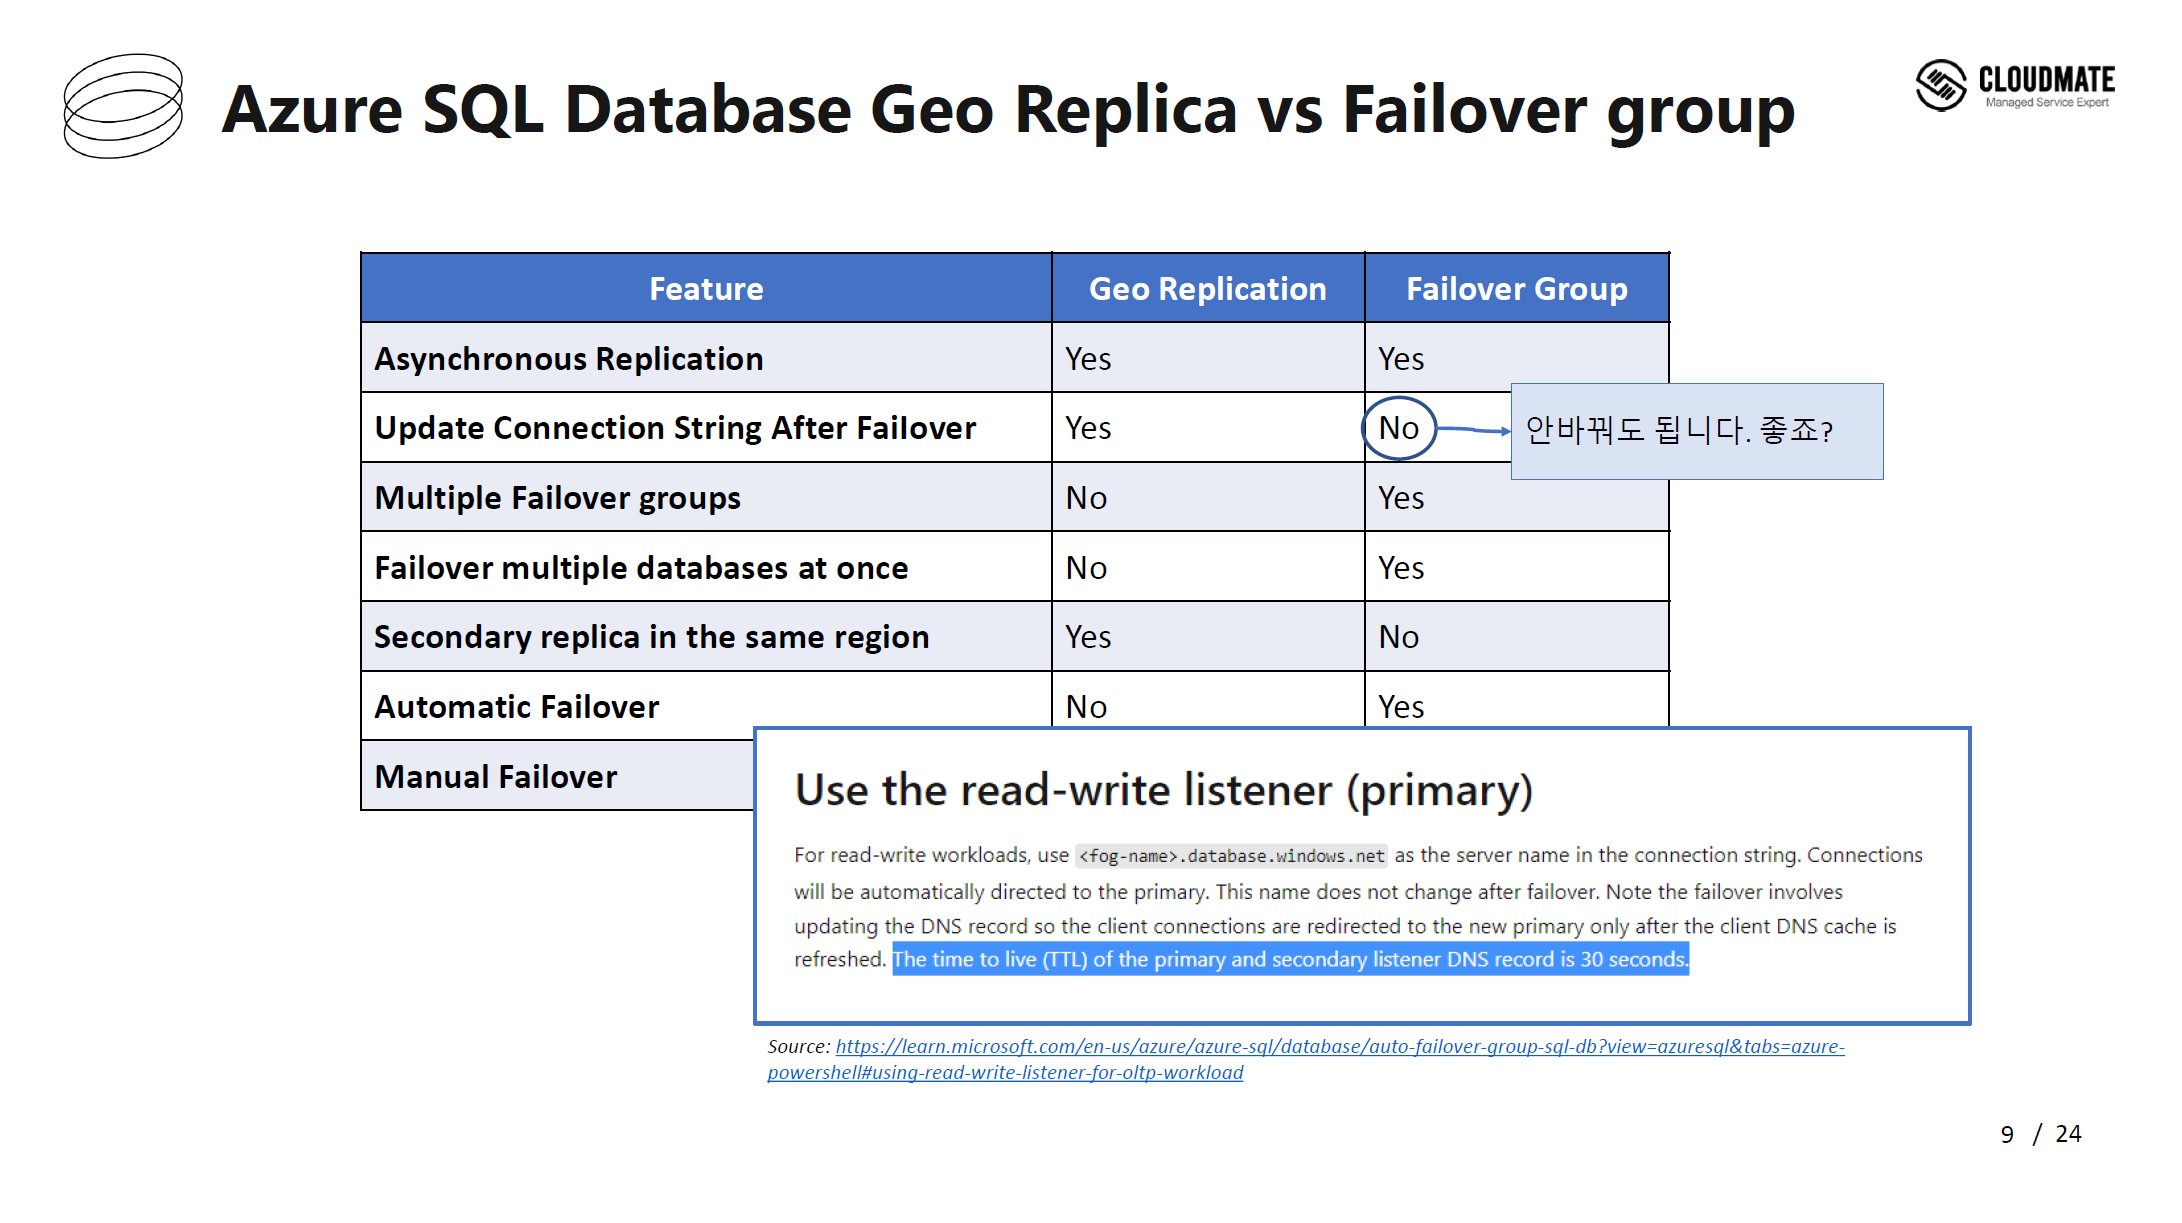 Azure SQL Database Geo Replica vs Failover group
CLOUDMATE
Managed Service Expert
Feature Geo Replication Failover Group
Asynchronous Replication Yes Yes
Update Connection String After Failover Yes No
안바꿔도 됩니다. 좋죠?
Multiple Failover groups No Yes
Failover multiple databases at once No Yes
Secondary replica in the same region Yes No
Automatic Failover No Yes
Manual Failover
Use the read-write listener (primary)
For read-write workloads, use <fog-name>.database.windows.net as the server name in the connection string. Connections
will be automatically directed to the primary. This name does not change after failover. Note the failover involves
updating the DNS record so the client connections are redirected to the new primary only after the client DNS cache is
refreshed. The time to live (TTL) of the primary and secondary listener DNS record is 30 seconds.
Source: https://learn.microsoft.com/en-us/azure/azure-sql/database/auto-failover-group-sql-db?view=azuresql&tabs=azure-
powershell#using-read-write-listener-for-oltp-workload
9 / 24